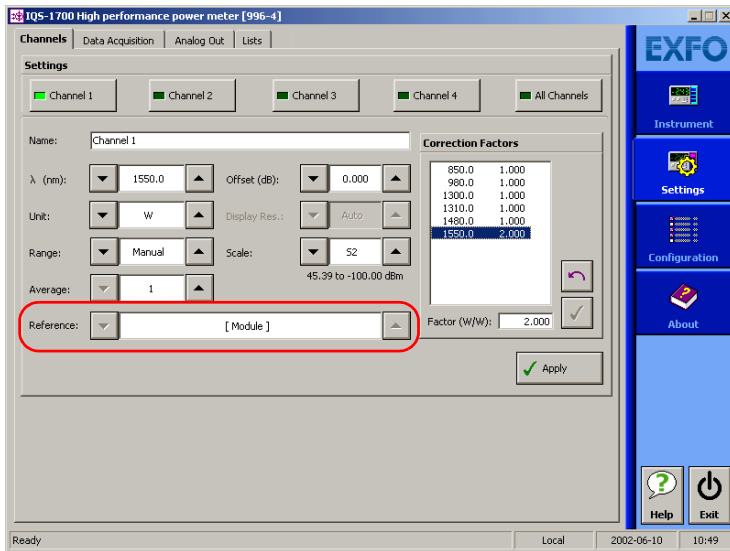 IQS-1700 High performance power meter [996-4]
Channels Data Acquisition Analog Out Lists
EXFO
Settings
Channel 1 Channel 2 Channel 3 Channel 4 All Channels
Instrument
Name: Channel 1
Correction Factors
λ (nm): 1550.0 Offset (dB): 0.000
850.0 1.000
980.0 1.000
1300.0 1.000
1310.0 1.000
1480.0 1.000
1550.0 2.000
Settings
Unit: W Display Res.: Auto
Range: Manual Scale: S2
45.39 to -100.00 dBm
Configuration
Average: 1
Reference: [ Module ]
Factor (W/W): 2.000
About
Apply
Help Exit
Ready Local 2002-06-10 10:49